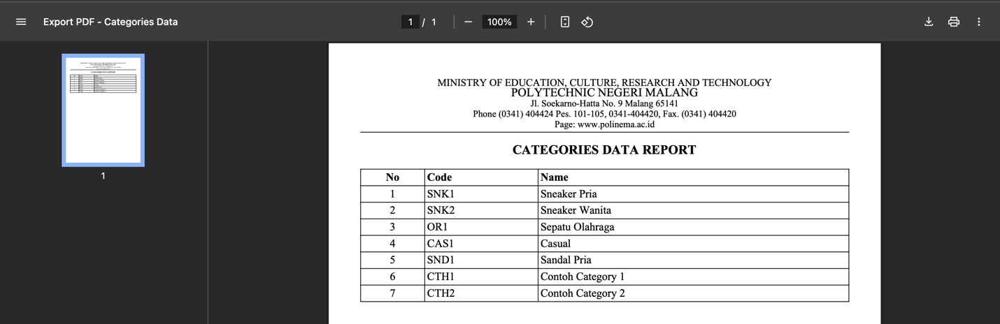 Export PDF - Categories Data
1 / 1
100%
1
MINISTRY OF EDUCATION, CULTURE, RESEARCH AND TECHNOLOGY
POLYTECHNIC NEGERI MALANG
Jl. Soekarno-Hatta No. 9 Malang 65141
Phone (0341) 404424 Pes. 101-105, 0341-404420, Fax. (0341) 404420
Page: www.polinema.ac.id
CATEGORIES DATA REPORT
No Code Name
1 SNK1 Sneaker Pria
2 SNK2 Sneaker Wanita
3 OR1 Sepatu Olahraga
4 CAS1 Casual
5 SND1 Sandal Pria
6 CTH1 Contoh Category 1
7 CTH2 Contoh Category 2